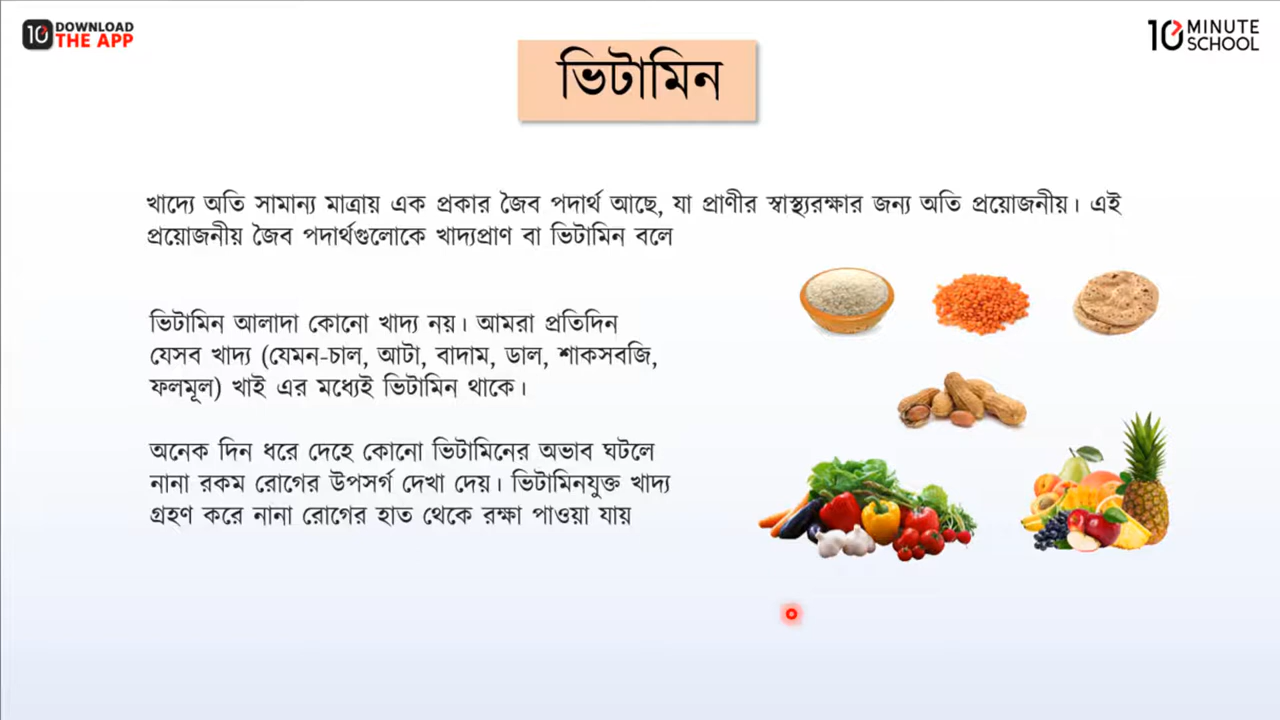 DOWNLOAD
THE APP
10 MINUTE
SCHOOL
ভিটামিন
খাদ্যে অতি সামান্য মাত্রায় এক প্রকার জৈব পদার্থ আছে, যা প্রাণীর স্বাস্থ্যরক্ষার জন্য অতি প্রয়োজনীয়। এই
প্রয়োজনীয় জৈব পদার্থগুলোকে খাদ্যপ্রাণ বা ভিটামিন বলে
ভিটামিন আলাদা কোনো খাদ্য নয়। আমরা প্রতিদিন
যেসব খাদ্য (যেমন-চাল, আটা, বাদাম, ডাল, শাকসবজি,
ফলমূল) খাই এর মধ্যেই ভিটামিন থাকে।
অনেক দিন ধরে দেহে কোনো ভিটামিনের অভাব ঘটলে
নানা রকম রোগের উপসর্গ দেখা দেয়। ভিটামিনযুক্ত খাদ্য
গ্রহণ করে নানা রোগের হাত থেকে রক্ষা পাওয়া যায়